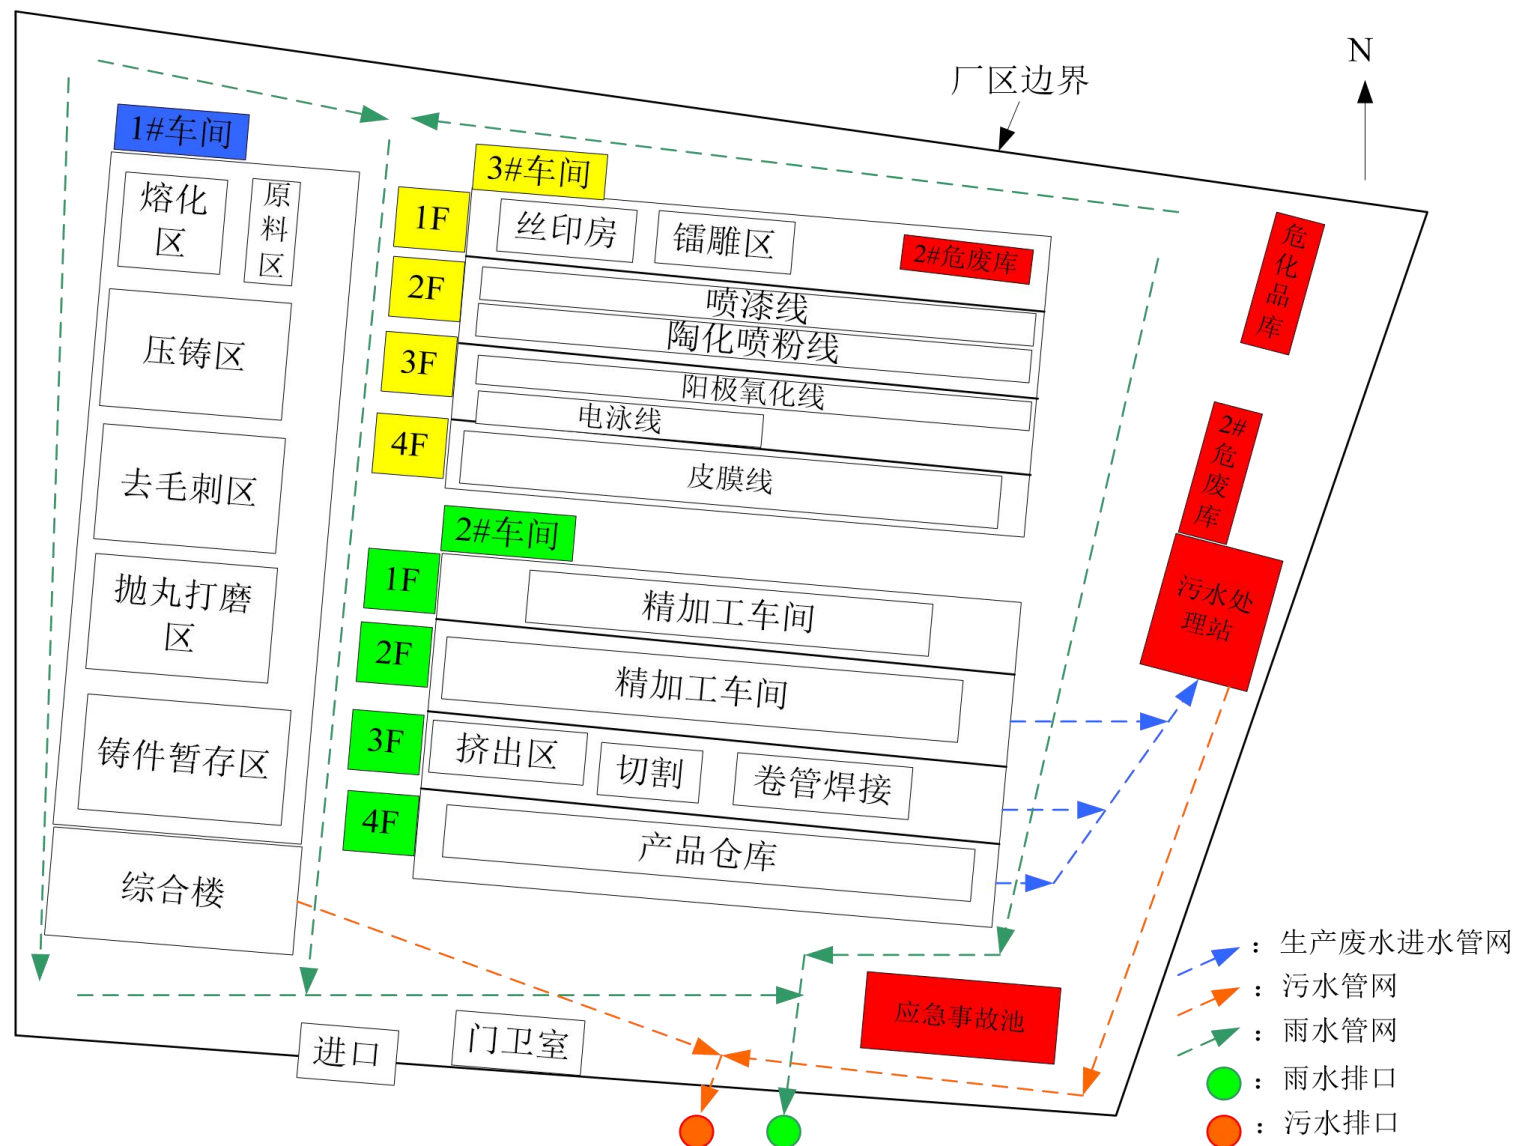 厂区边界
N
1#车间
熔化
区
原
料
区
压铸区
去毛刺区
抛丸打磨
区
铸件暂存区
综合楼
3#车间
1F
丝印房
镭雕区
2#危废库
2F
喷漆线
陶化喷粉线
3F
阳极氧化线
电泳线
4F
皮膜线
2#车间
1F
精加工车间
2F
精加工车间
3F
挤出区
切割
卷管焊接
4F
产品仓库
危
化
品
库
2#
危
废
库
污水处
理站
应急事故池
进口
门卫室
：生产废水进水管网
：污水管网
：雨水管网
：雨水排口
：污水排口